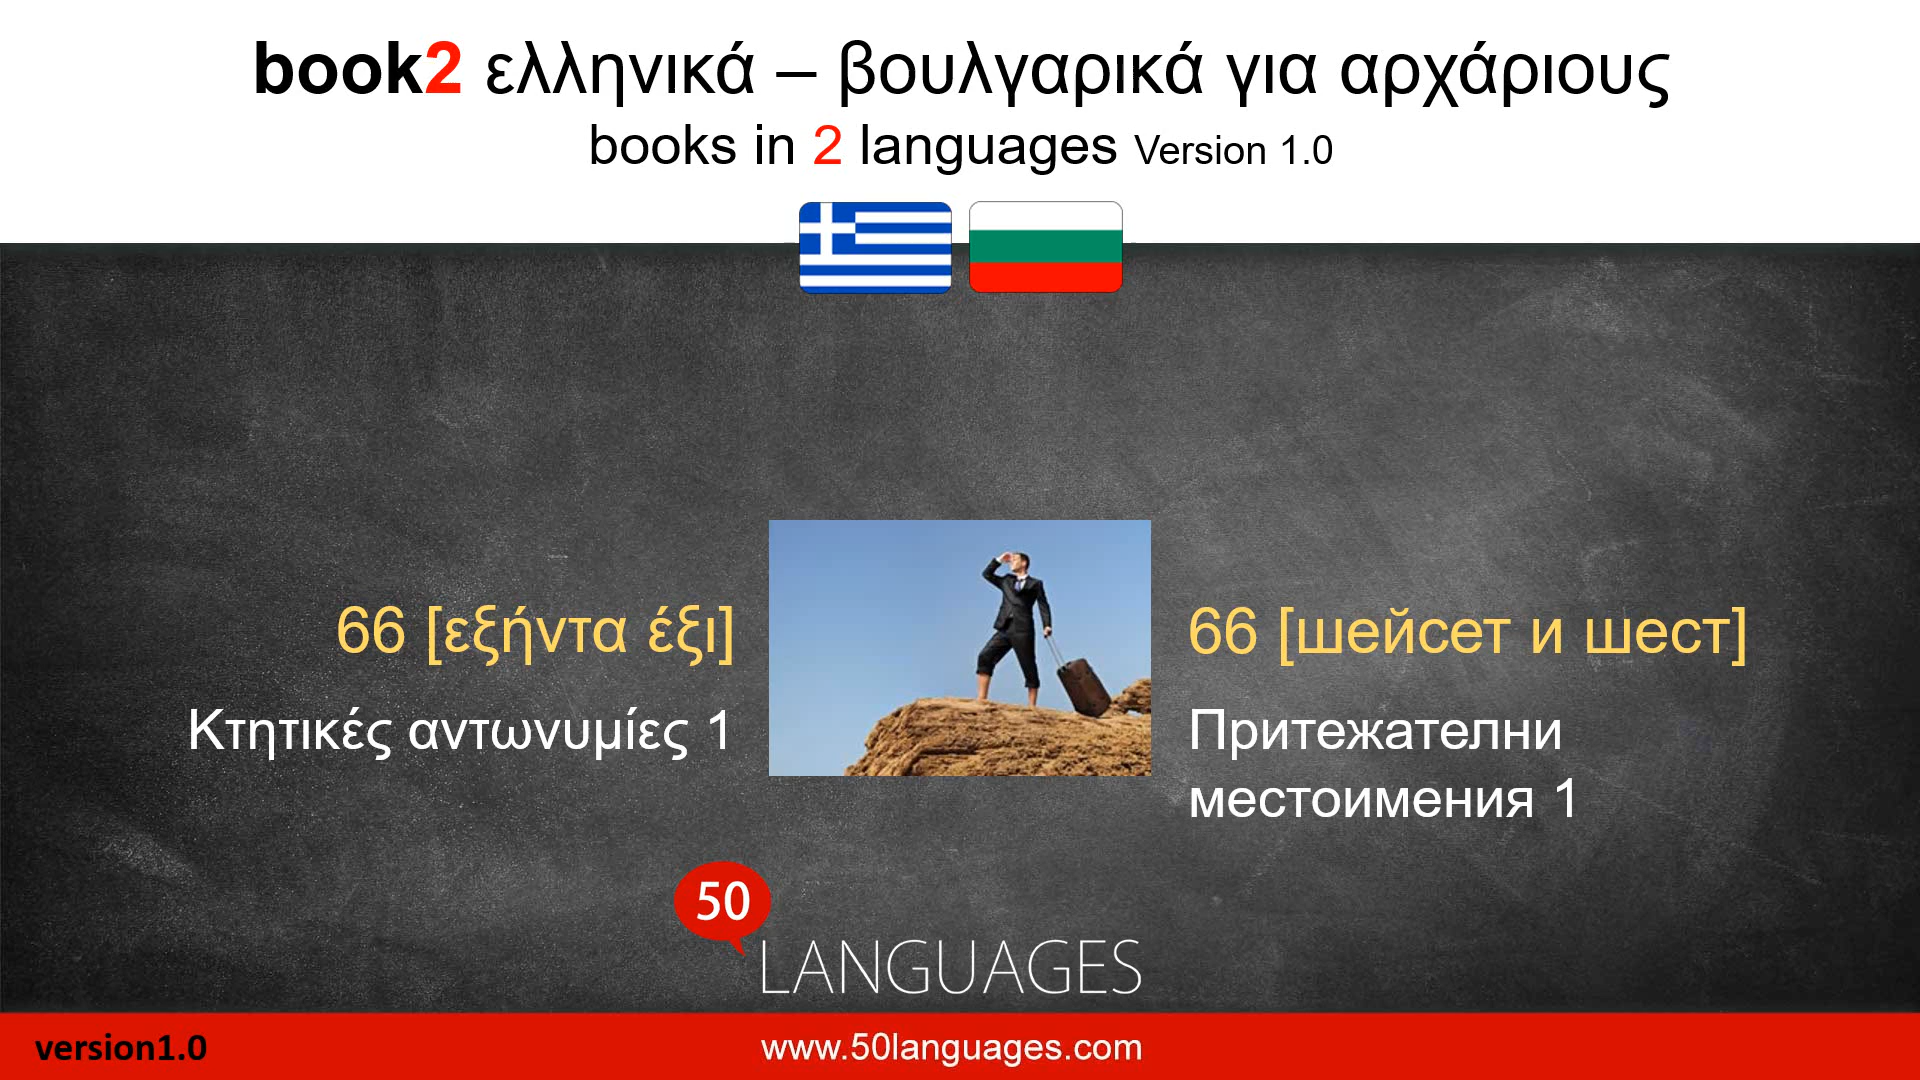 book2 ελληνικά – βουλγαρικά για αρχάριους
books in 2 languages Version 1.0
66 [εξήντα έξι]
Κτητικές αντωνυμίες 1
66 [шейсет и шест]
Притежателни
местоимения 1
50
LANGUAGES
version1.0
www.50languages.com